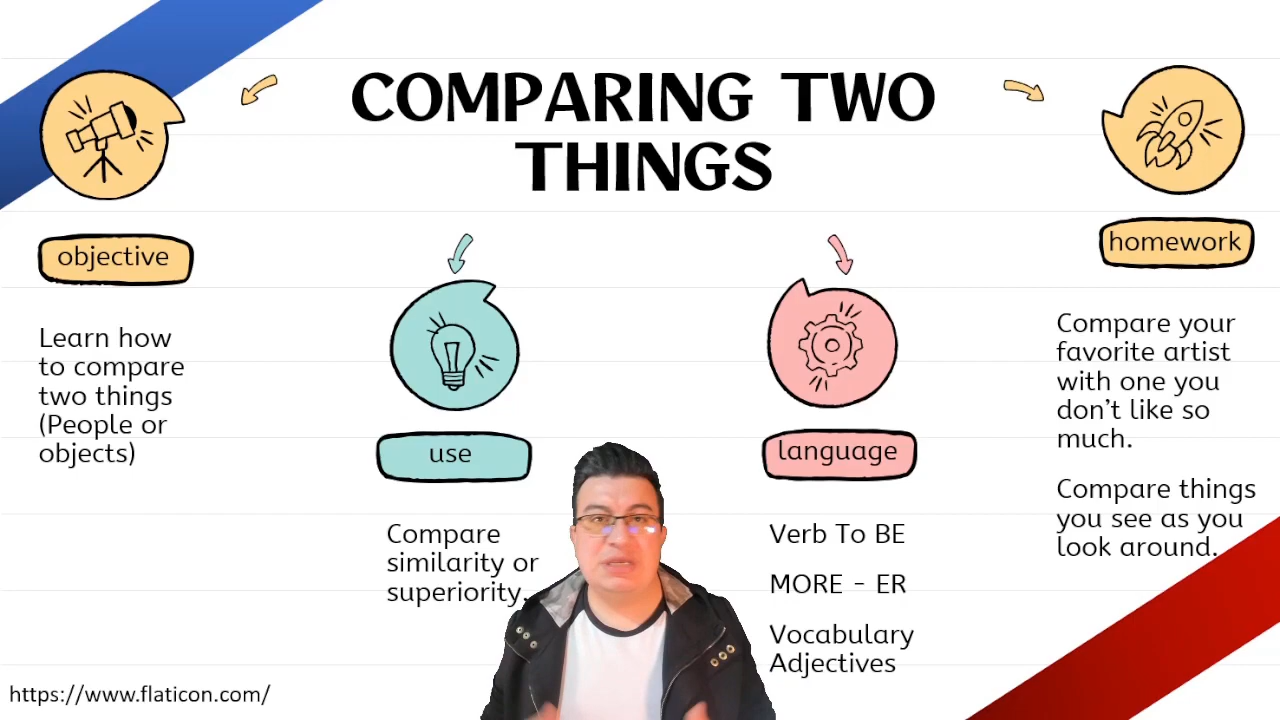 COMPARING TWO
THINGS
objective
Learn how
to compare
two things
(People or
objects)
use
Compare
similarity or
superiority.
language
Verb To BE
MORE - ER
Vocabulary
Adjectives
homework
Compare your
favorite artist
with one you
don't like so
much.
Compare things
you see as you
look around.
https://www.flaticon.com/